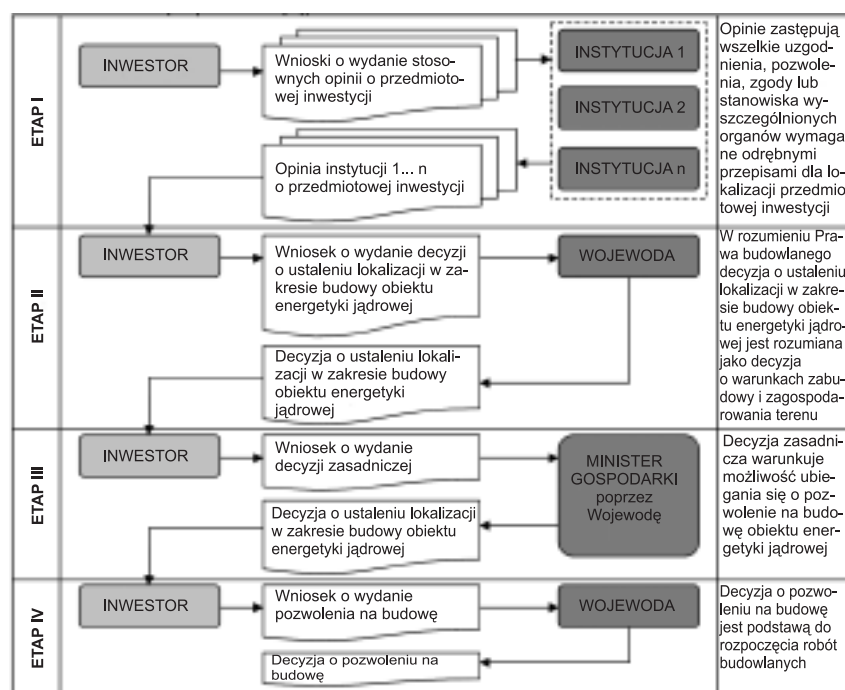 ETAP I
INWESTOR
Wnioski o wydanie stoso-
wnych opinii o przedmioto-
wej inwestycji
INSTYTUCJA 1
INSTYTUCJA 2
INSTYTUCJA n
Opinia instytucji 1... n
o przedmiotowej inwestycji
Opinie zastępują
wszelkie uzgod-
nienia, pozwole-
nia, zgody lub
stanowiska wy-
szczególnionych
organów wymaga
ne odrębnymi
przepisami dla lo-
kalizacji przedmio
towej inwestycji
ETAP II
INWESTOR
Wniosek o wydanie decyzji
o ustaleniu lokalizacji w za-
kresie budowy obiektu
energetyki jądrowej
WOJEWODA
Decyzja o ustaleniu lokali-
zacji w zakresie budowy
obiektu energetyki
jądrowej
W rozumieniu Pra-
wa budowlanego
decyzja o ustaleniu
lokalizacji w zakre-
sie budowy obiek-
tu energetyki jądro-
wej jest rozumiana
jako decyzja
o warunkach zabu-
dowy i zagospoda-
rowania terenu
ETAP III
INWESTOR
Wniosek o wydanie
decyzji zasadniczej
MINISTER
GOSPODARKI
poprzez
Wojewodę
Decyzja o ustaleniu lokalizacji
w zakresie budowy obiektu
energetyki jądrowej
Decyzja zasadni-
cza warunkuje
możliwość ubie-
gania się o poz-
wolenie na budo-
wę obiektu ener-
getyki jądrowej
ETAP IV
INWESTOR
Wniosek o wydanie
pozwolenia na budowę
WOJEWODA
Decyzja o pozwoleniu na
budowę
Decyzja o pozwo-
leniu na budowę
jest podstawą do
rozpoczęcia robót
budowlanych